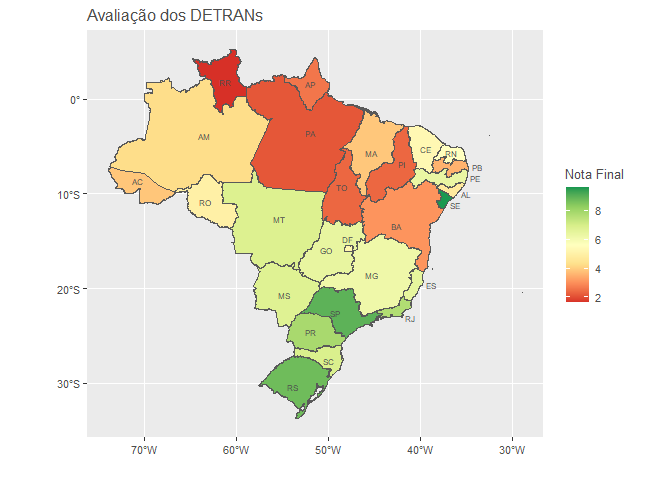 Avaliação dos DETRANs
0°
10°S
20°S
30°S
70°W
60°W
50°W
40°W
30°W
RR
AP
AM
PA
MA
CE
RN
PI
PB
PE
AC
TO
AL
SE
RO
BA
MT
DF
GO
MG
ES
MS
SP
RJ
PR
SC
RS
Nota Final
8
6
4
2